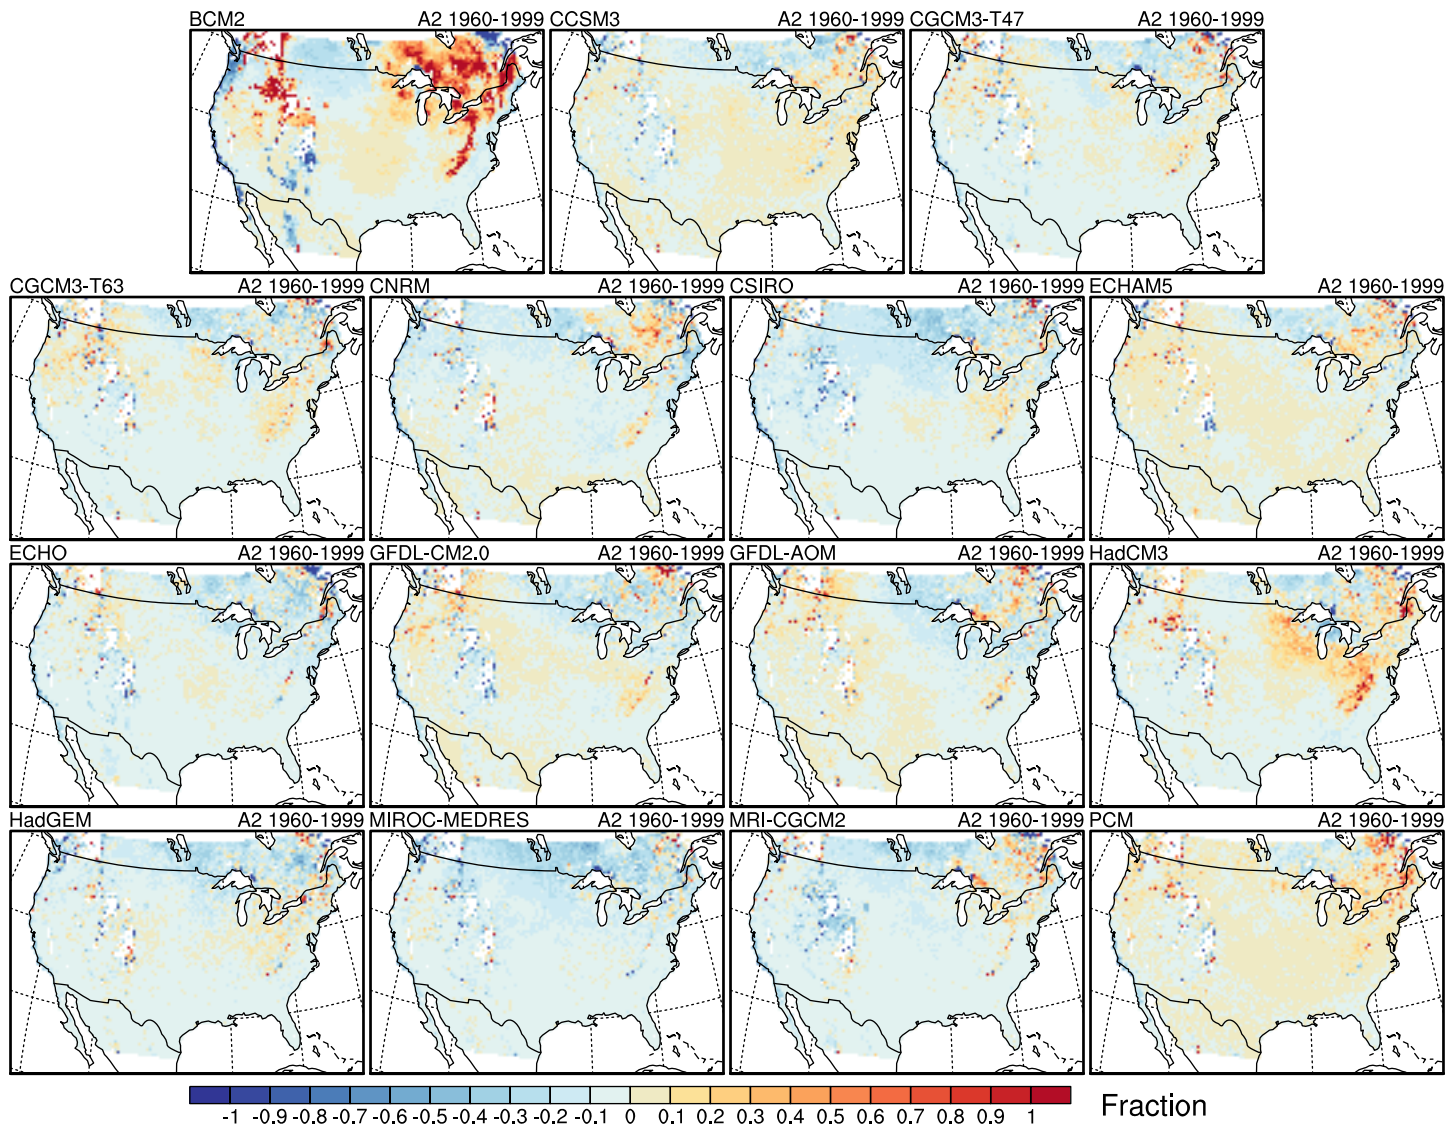 BCM2 A2 1960-1999 CCSM3 A2 1960-1999 CGCM3-T47 A2 1960-1999
CGCM3-T63 A2 1960-1999 CNRM A2 1960-1999 CSIRO A2 1960-1999 ECHAM5 A2 1960-1999
ECHO A2 1960-1999 GFDL-CM2.0 A2 1960-1999 GFDL-AOM A2 1960-1999 HadCM3 A2 1960-1999
HadGEM A2 1960-1999 MIROC-MEDRES A2 1960-1999 MRI-CGCM2 A2 1960-1999 PCM A2 1960-1999
-1 -0.9 -0.8 -0.7 -0.6 -0.5 -0.4 -0.3 -0.2 -0.1 0 0.1 0.2 0.3 0.4 0.5 0.6 0.7 0.8 0.9 1 Fraction